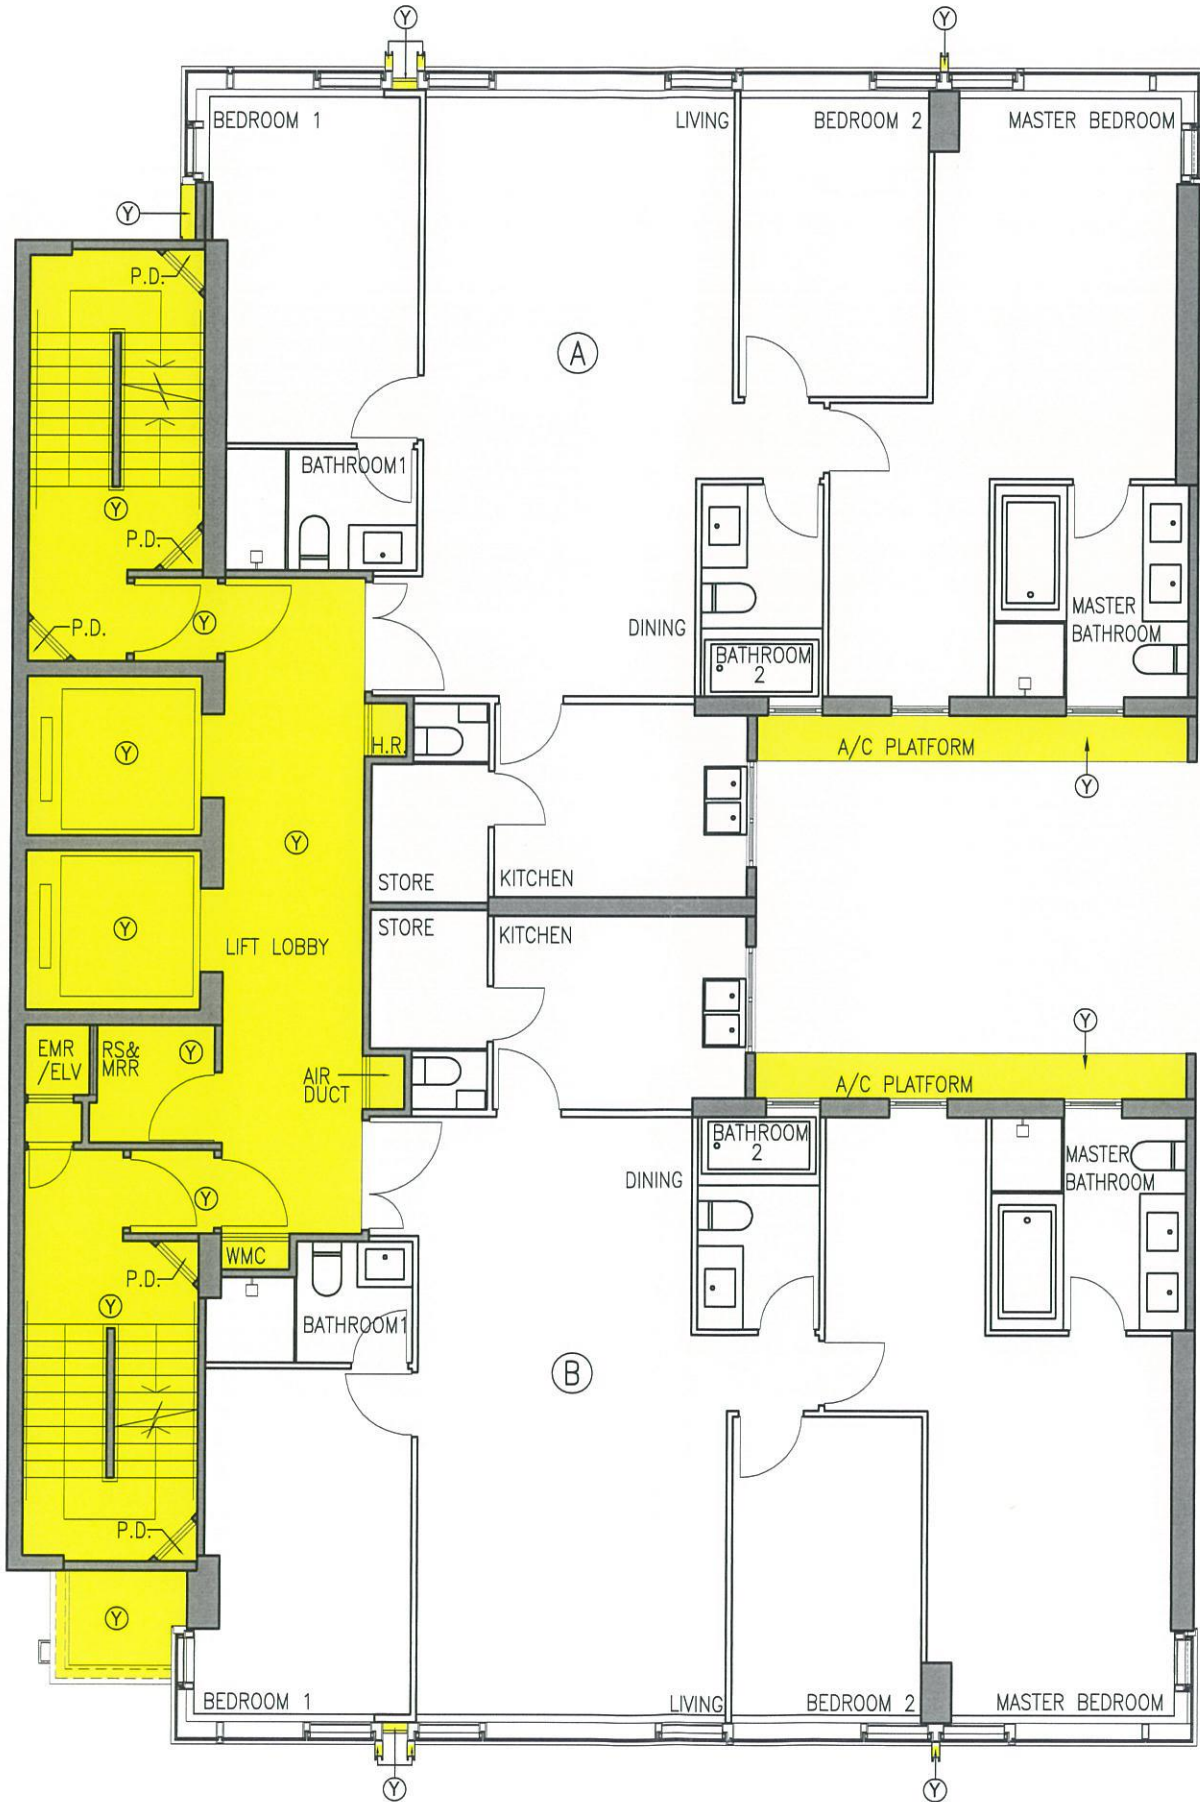 Y
Y
BEDROOM 1
LIVING
BEDROOM 2
MASTER BEDROOM
Y
P.D.
A
BATHROOM1
Y
P.D.
Y
P.D.
DINING
BATHROOM
2
MASTER
BATHROOM
H.R.
Y
A/C PLATFORM
Y
Y
STORE
KITCHEN
Y
STORE
KITCHEN
LIFT LOBBY
Y
EMR
/ELV
RS&
MRR
Y
AIR
DUCT
A/C PLATFORM
BATHROOM
2
MASTER
BATHROOM
DINING
Y
WMC
P.D.
Y
BATHROOM1
B
P.D.
Y
BEDROOM 1
LIVING
BEDROOM 2
MASTER BEDROOM
Y
Y